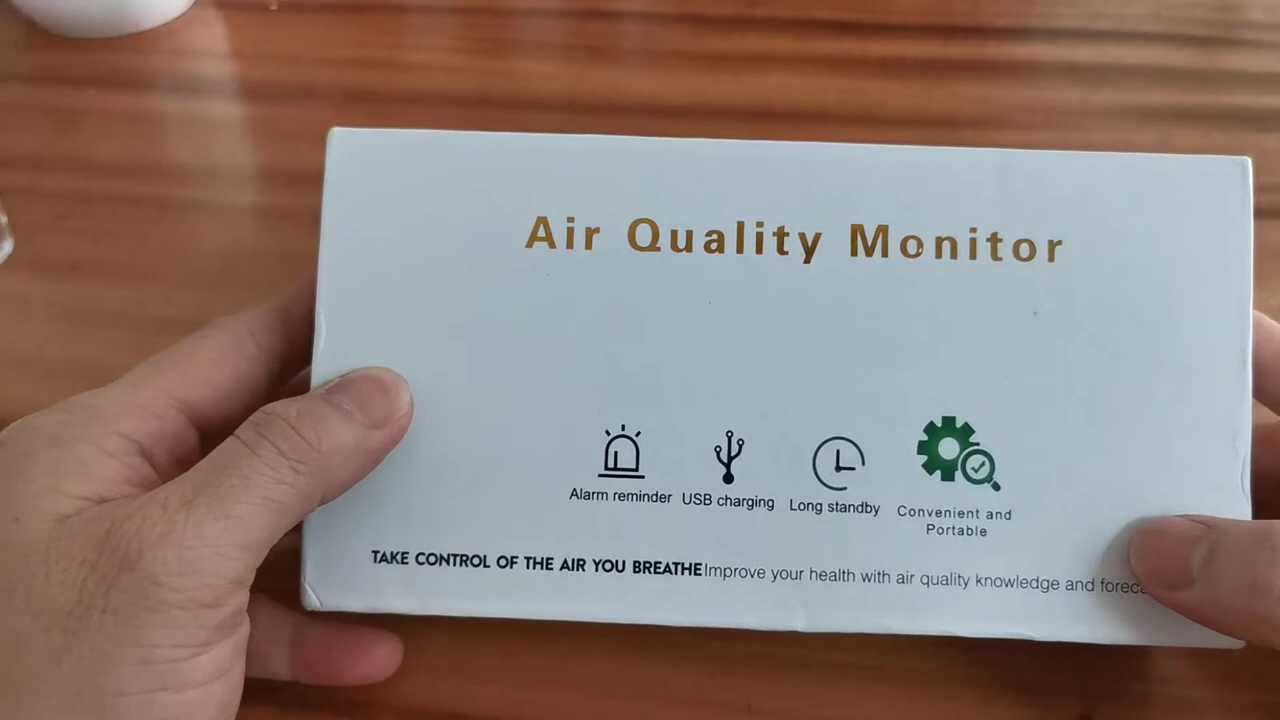 Air Quality Monitor
Alarm reminder USB charging Long standby Convenient and
Portable
TAKE CONTROL OF THE AIR YOU BREATHE Improve your health with air quality knowledge and